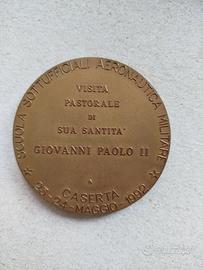 SCUOLA SOTTUFFICIALI AERONAUTICA MILITARE
VISITA
PASTORALE
DI
SUA SANTITA'
GIOVANNI PAOLO II
CASERTA
23-24-MAGGIO 1992